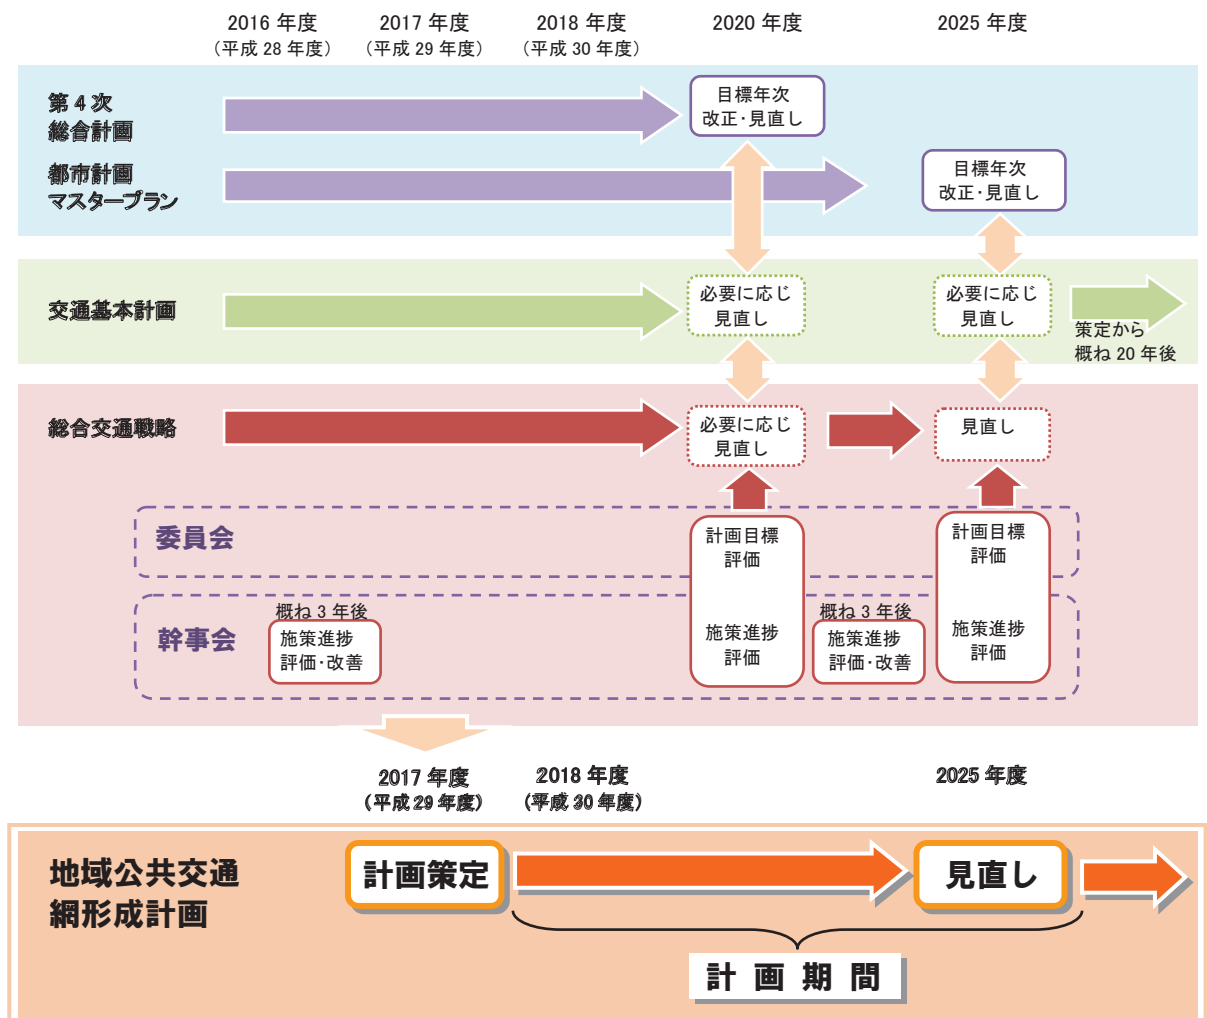 2016 年度
（平成 28 年度）
2017 年度
（平成 29 年度）
2018 年度
（平成 30 年度）
2020 年度
2025 年度
第 4 次
総合計画
目標年次
改正･見直し
都市計画
マスタープラン
目標年次
改正･見直し
交通基本計画
必要に応じ
見直し
必要に応じ
見直し
策定から
概ね 20 年後
総合交通戦略
必要に応じ
見直し
見直し
委員会
計画目標
評価
計画目標
評価
幹事会
概ね 3 年後
施策進捗
評価･改善
施策進捗
評価
概ね 3 年後
施策進捗
評価･改善
施策進捗
評価
2017 年度
（平成 29 年度）
2018 年度
（平成 30 年度）
2025 年度
地域公共交通
網形成計画
計画策定
見直し
計 画 期 間